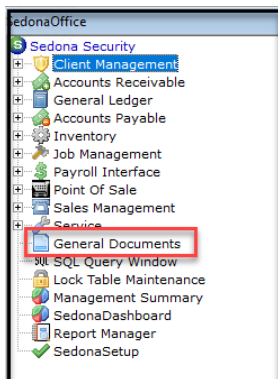 SedonaOffice
Sedona Security
Client Management
Accounts Receivable
General Ledger
Accounts Payable
Inventory
Job Management
Payroll Interface
Point Of Sale
Sales Management
Service
General Documents
SQL SQL Query Window
Lock Table Maintenance
Management Summary
SedonaDashboard
Report Manager
SedonaSetup